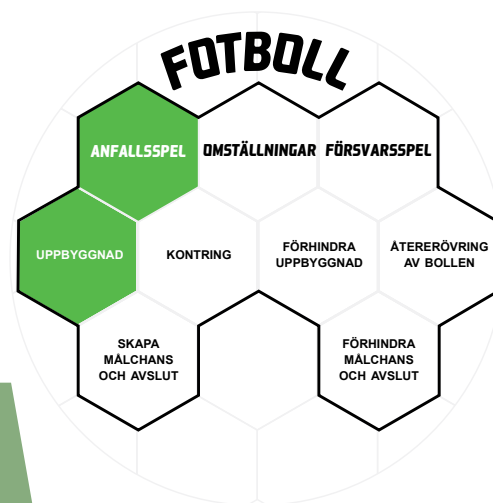 FOTBOLL
ANFALLSSPEL
OMSTÄLLNINGAR
FÖRSVARSSPEL
UPPBYGGNAD
KONTRING
FÖRHINDRA
UPPBYGGNAD
ÅTERERÖVRING
AV BOLLEN
SKAPA
MÅLCHANS
OCH AVSLUT
FÖRHINDRA
MÅLCHANS
OCH AVSLUT